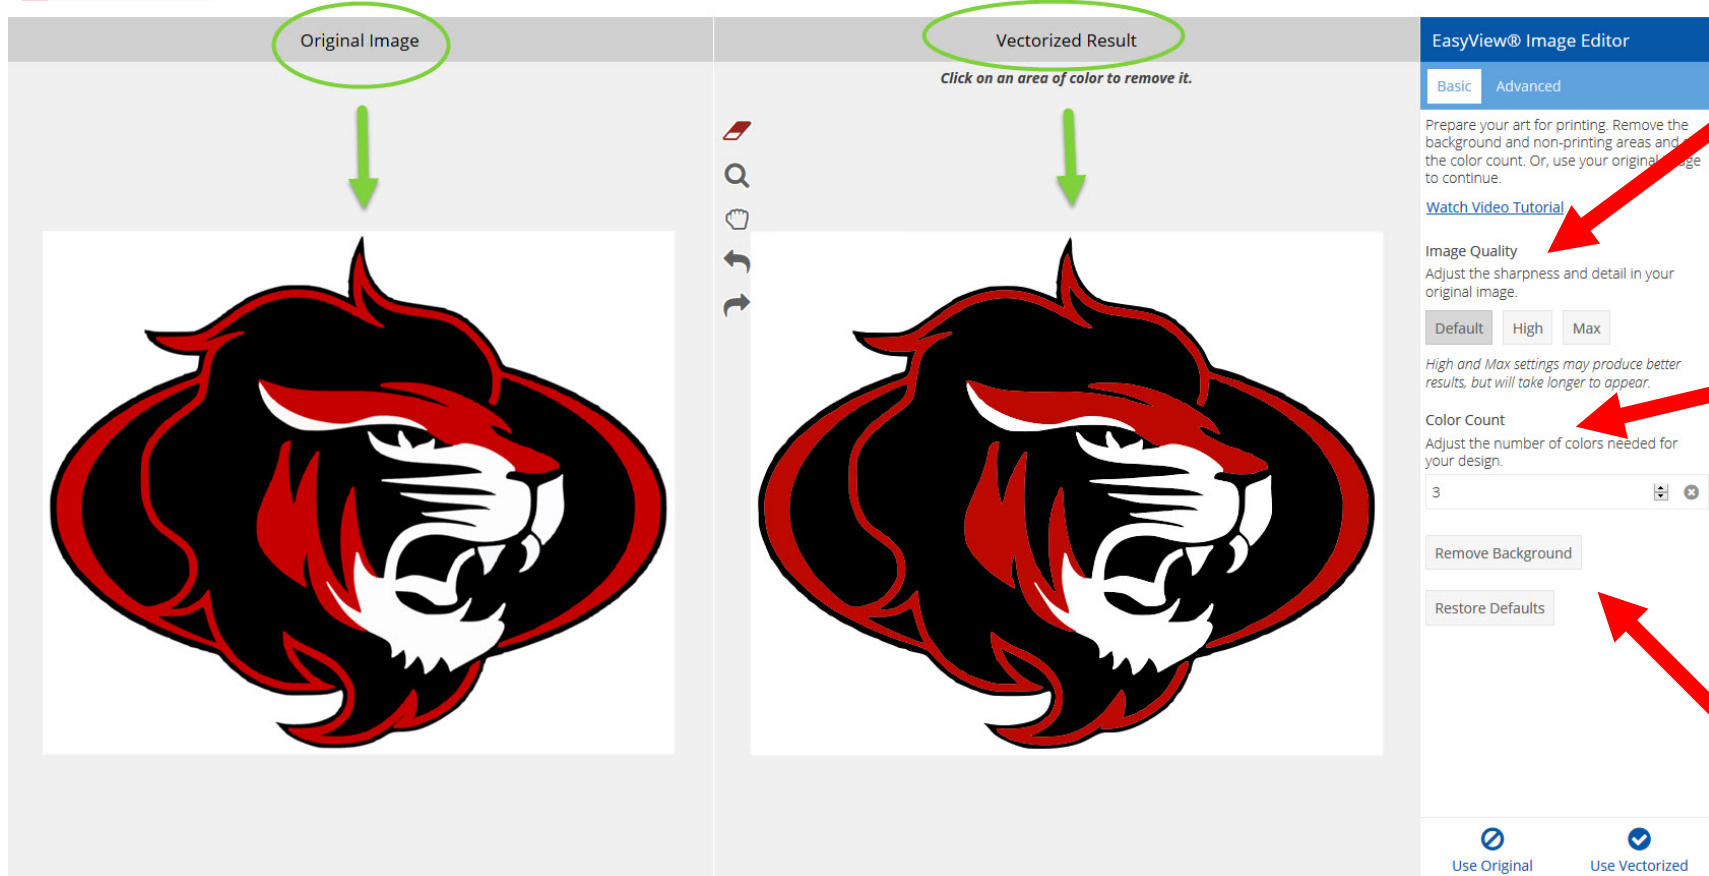 Original Image
Vectorized Result
Click on an area of color to remove it.
EasyView® Image Editor
Basic Advanced
Prepare your art for printing. Remove the
background and non-printing areas and
the color count. Or, use your original
to continue.
Watch Video Tutorial
Image Quality
Adjust the sharpness and detail in your
original image.
Default High Max
High and Max settings may produce better
results, but will take longer to appear.
Color Count
Adjust the number of colors needed for
your design.
3
Remove Background
Restore Defaults
Use Original Use Vectorized